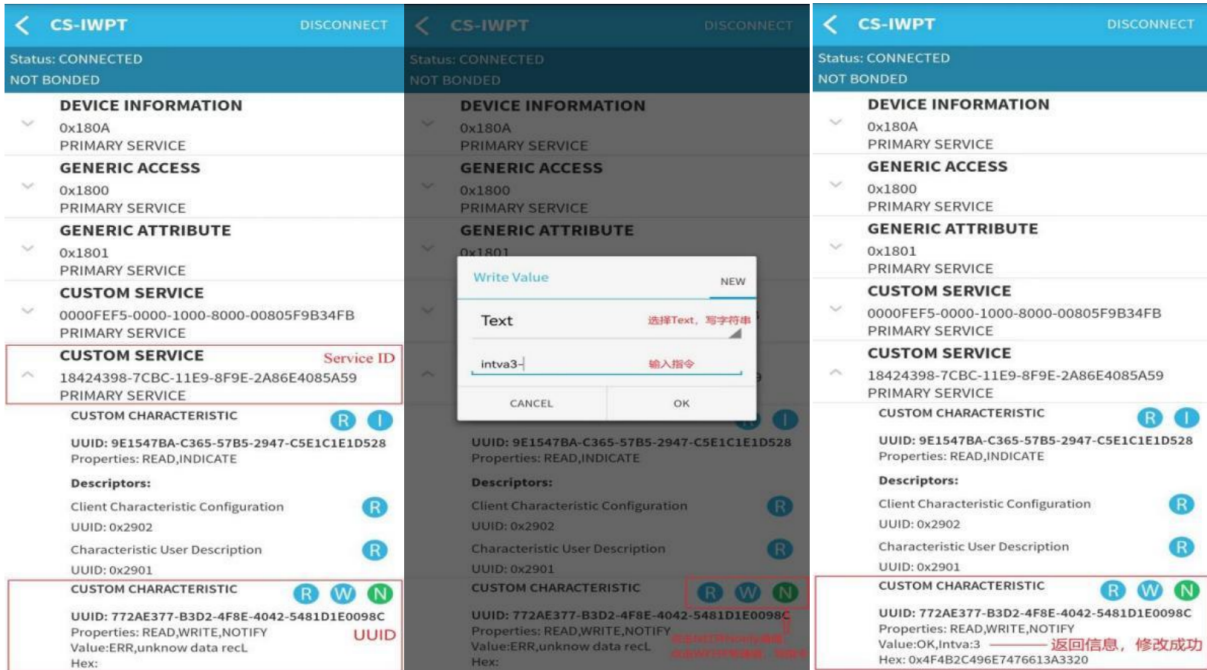 CS-IWPT
DISCONNECT
Status: CONNECTED
NOT BONDED
DEVICE INFORMATION
0x180A
PRIMARY SERVICE
GENERIC ACCESS
0x1800
PRIMARY SERVICE
GENERIC ATTRIBUTE
0x1801
PRIMARY SERVICE
CUSTOM SERVICE
0000FEF5-0000-1000-8000-00805F9B34FB
PRIMARY SERVICE
CUSTOM SERVICE
Service ID
18424398-7CBC-11E9-8F9E-2A86E4085A59
PRIMARY SERVICE
CUSTOM CHARACTERISTIC
R I
UUID: 9E1547BA-C365-57B5-2947-C5E1C1E1D528
Properties: READ,INDICATE
Descriptors:
Client Characteristic Configuration
R
UUID: 0x2902
Characteristic User Description
R
UUID: 0x2901
CUSTOM CHARACTERISTIC
R W N
UUID: 772AE377-B3D2-4F8E-4042-5481D1E0098C
Properties: READ,WRITE,NOTIFY
UUID
Value:ERR,unknow data recL
Hex:
CS-IWPT
DISCONNECT
Status: CONNECTED
NOT BONDED
DEVICE INFORMATION
0x180A
PRIMARY SERVICE
GENERIC ACCESS
0x1800
PRIMARY SERVICE
GENERIC ATTRIBUTE
0x1801
Write Value
NEW
Text
选择Text，写字符串
intva3-
输入指令
CANCEL
OK
UUID: 9E1547BA-C365-57B5-2947-C5E1C1E1D528
Properties: READ,INDICATE
Descriptors:
Client Characteristic Configuration
R
UUID: 0x2902
Characteristic User Description
R
UUID: 0x2901
CUSTOM CHARACTERISTIC
R W N
UUID: 772AE377-B3D2-4F8E-4042-5481D1E0098C
Properties: READ,WRITE,NOTIFY
Value:ERR,unknow data recL
Hex:
CS-IWPT
DISCONNECT
Status: CONNECTED
NOT BONDED
DEVICE INFORMATION
0x180A
PRIMARY SERVICE
GENERIC ACCESS
0x1800
PRIMARY SERVICE
GENERIC ATTRIBUTE
0x1801
PRIMARY SERVICE
CUSTOM SERVICE
0000FEF5-0000-1000-8000-00805F9B34FB
PRIMARY SERVICE
CUSTOM SERVICE
18424398-7CBC-11E9-8F9E-2A86E4085A59
PRIMARY SERVICE
CUSTOM CHARACTERISTIC
R I
UUID: 9E1547BA-C365-57B5-2947-C5E1C1E1D528
Properties: READ,INDICATE
Descriptors:
Client Characteristic Configuration
R
UUID: 0x2902
Characteristic User Description
R
UUID: 0x2901
CUSTOM CHARACTERISTIC
R W N
UUID: 772AE377-B3D2-4F8E-4042-5481D1E0098C
Properties: READ,WRITE,NOTIFY
Value:OK,Intva:3
返回信息，修改成功
Hex: 0x4F4B2C496E7476613A3320